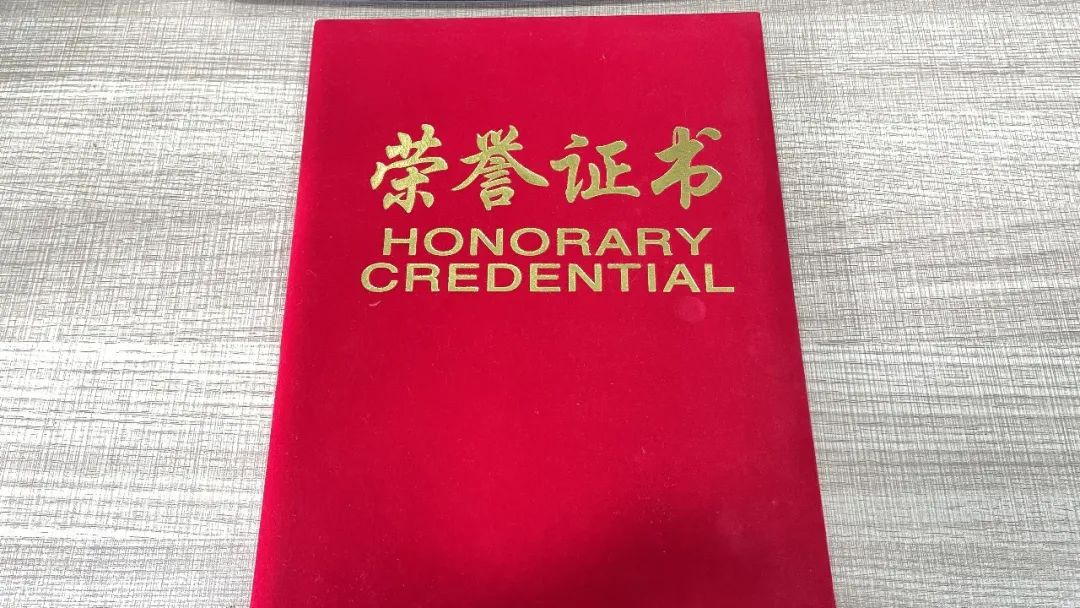 荣誉证书
HONORARY
CREDENTIAL